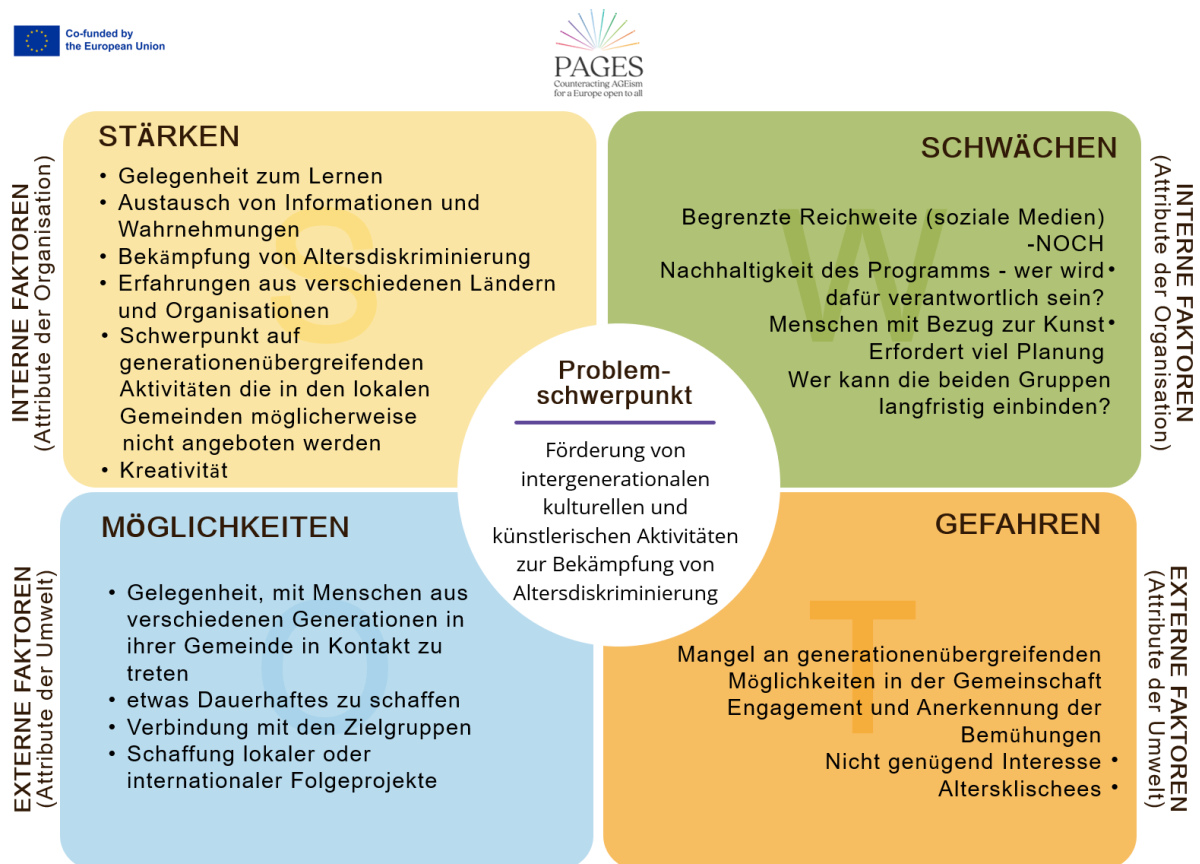 Co-funded by
the European Union
PAGES
Counteracting AGEism
for a Europe open to all
INTERNE FAKTOREN
(Attribute der Organisation)
STÄRKEN
• Gelegenheit zum Lernen
• Austausch von Informationen und
Wahrnehmungen
• Bekämpfung von Altersdiskriminierung
• Erfahrungen aus verschiedenen Ländern
und Organisationen
• Schwerpunkt auf
generationenübergreifenden
Aktivitäten die in den lokalen
Gemeinden möglicherweise
nicht angeboten werden
• Kreativität
S
SCHWÄCHEN
Begrenzte Reichweite (soziale Medien)
-NOCH
Nachhaltigkeit des Programms - wer wird•
dafür verantwortlich sein?
Menschen mit Bezug zur Kunst•
Erfordert viel Planung
Wer kann die beiden Gruppen
langfristig einbinden?
W
INTERNE FAKTOREN
(Attribute der Organisation)
Problem-
schwerpunkt
Förderung von
intergenerationalen
kulturellen und
künstlerischen Aktivitäten
zur Bekämpfung von
Altersdiskriminierung
EXTERNE FAKTOREN
(Attribute der Umwelt)
MÖGLICHKEITEN
• Gelegenheit, mit Menschen aus
verschiedenen Generationen in
ihrer Gemeinde in Kontakt zu
treten
• etwas Dauerhaftes zu schaffen
• Verbindung mit den Zielgruppen
• Schaffung lokaler oder
internationaler Folgeprojekte
O
GEFAHREN
Mangel an generationenübergreifenden
Möglichkeiten in der Gemeinschaft
Engagement und Anerkennung der
Bemühungen
Nicht genügend Interesse •
Altersklischees •
T
EXTERNE FAKTOREN
(Attribute der Umwelt)